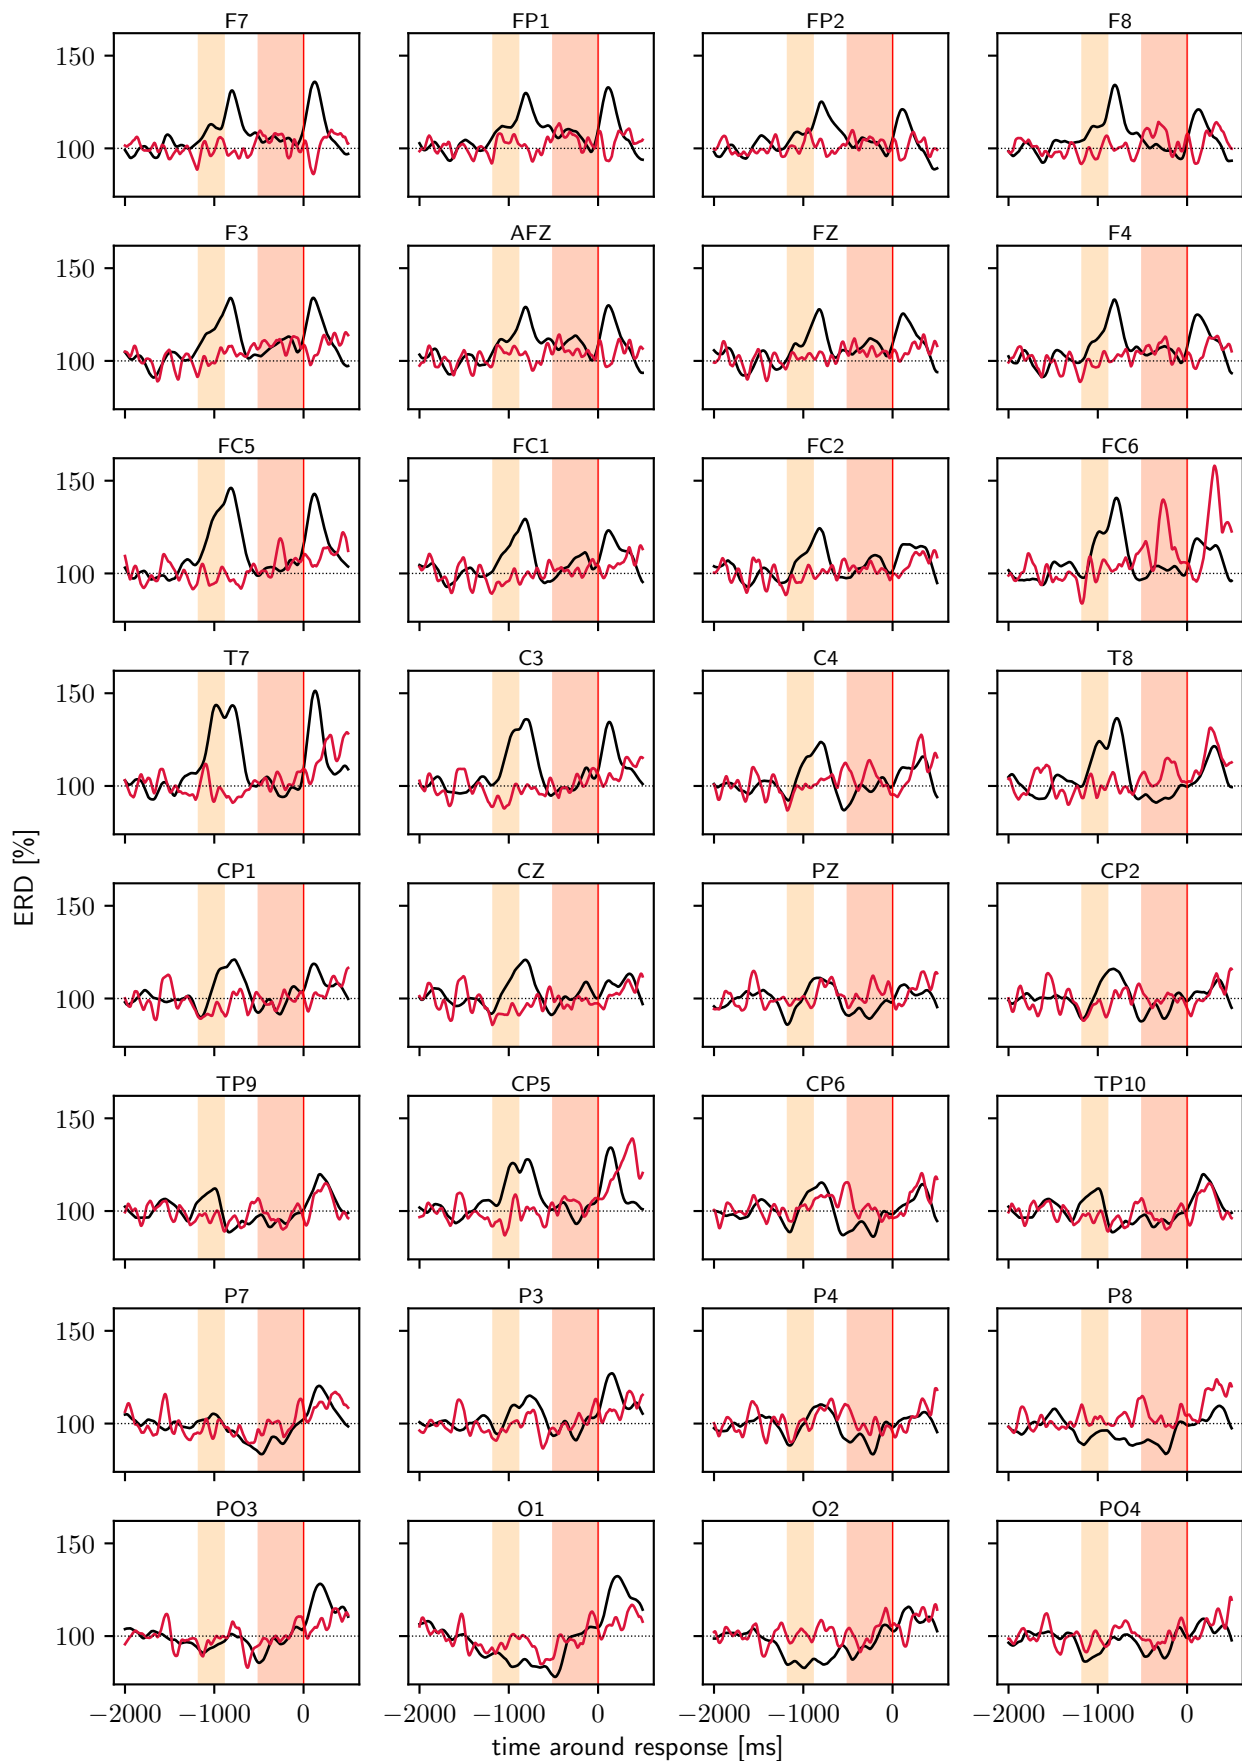 F7 FP1 FP2 F8
150
100
F3 AFZ FZ F4
150
100
FC5 FC1 FC2 FC6
150
100
T7 C3 C4 T8
150
100
ERD [%]
CP1 CZ PZ CP2
150
100
TP9 CP5 CP6 TP10
150
100
P7 P3 P4 P8
150
100
PO3 O1 O2 PO4
150
100
−2000 −1000 0 −2000 −1000 0 −2000 −1000 0 −2000 −1000 0
time around response [ms]